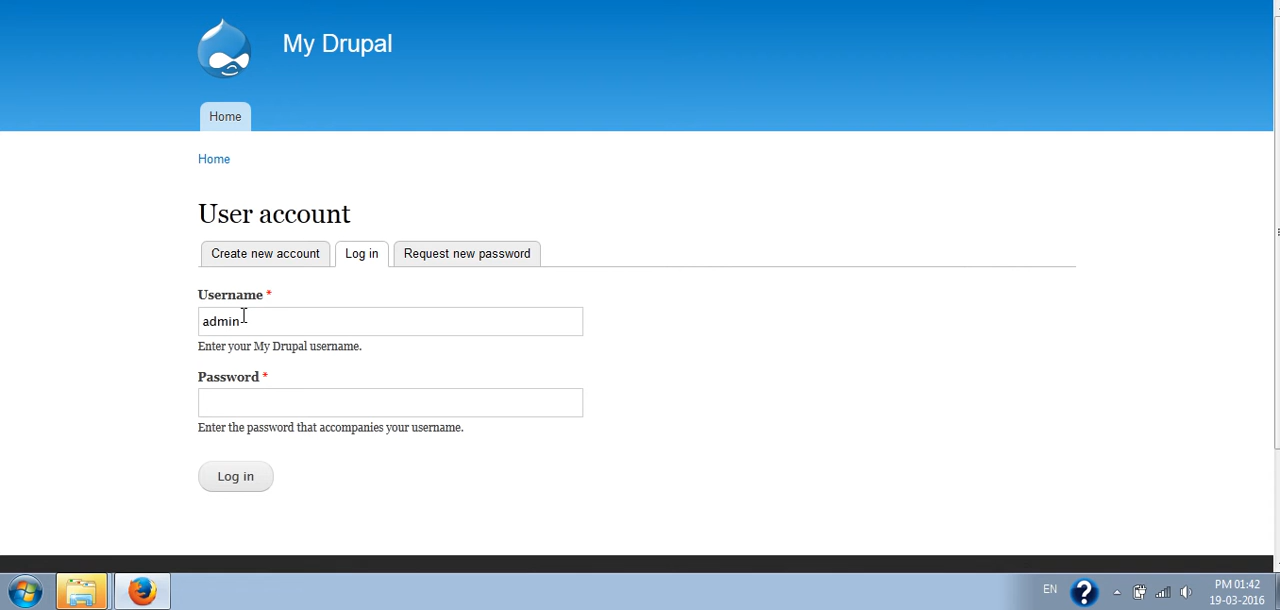 My Drupal
Home
Home
User account
Create new account Log in Request new password
Username *
admin
Enter your My Drupal username.
Password *
Enter the password that accompanies your username.
Log in
EN ? PM 01:42
19-03-2016